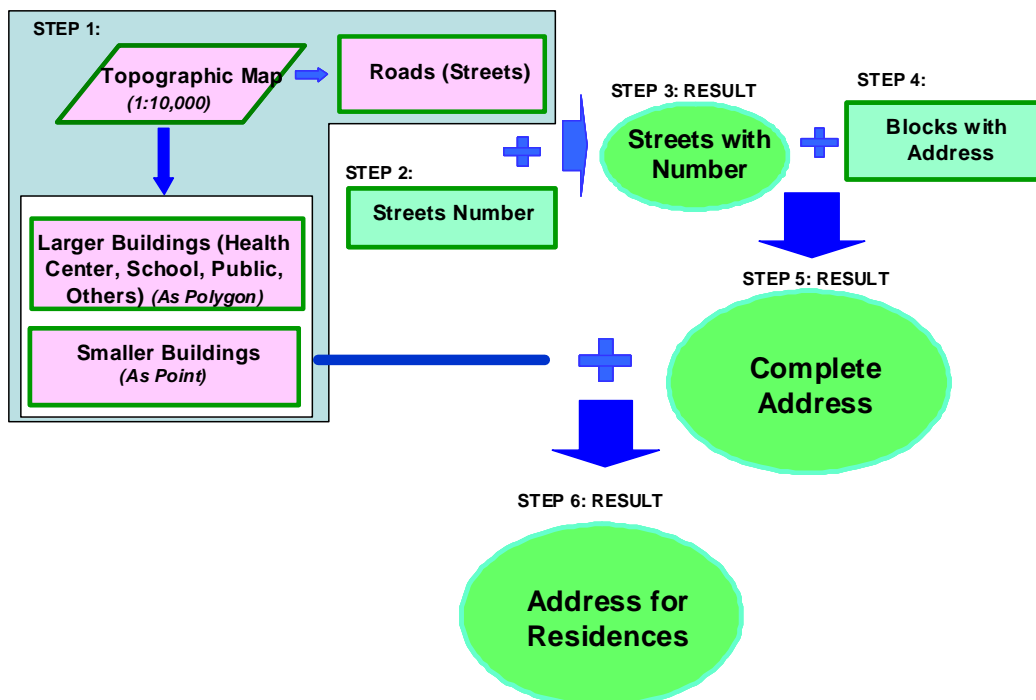 STEP 1:
Topographic Map
(1:10,000)
Roads (Streets)
STEP 2:
Streets Number
STEP 3: RESULT
Streets with
Number
STEP 4:
Blocks with
Address
Larger Buildings (Health
Center, School, Public,
Others) (As Polygon)
Smaller Buildings
(As Point)
STEP 5: RESULT
Complete
Address
STEP 6: RESULT
Address for
Residences